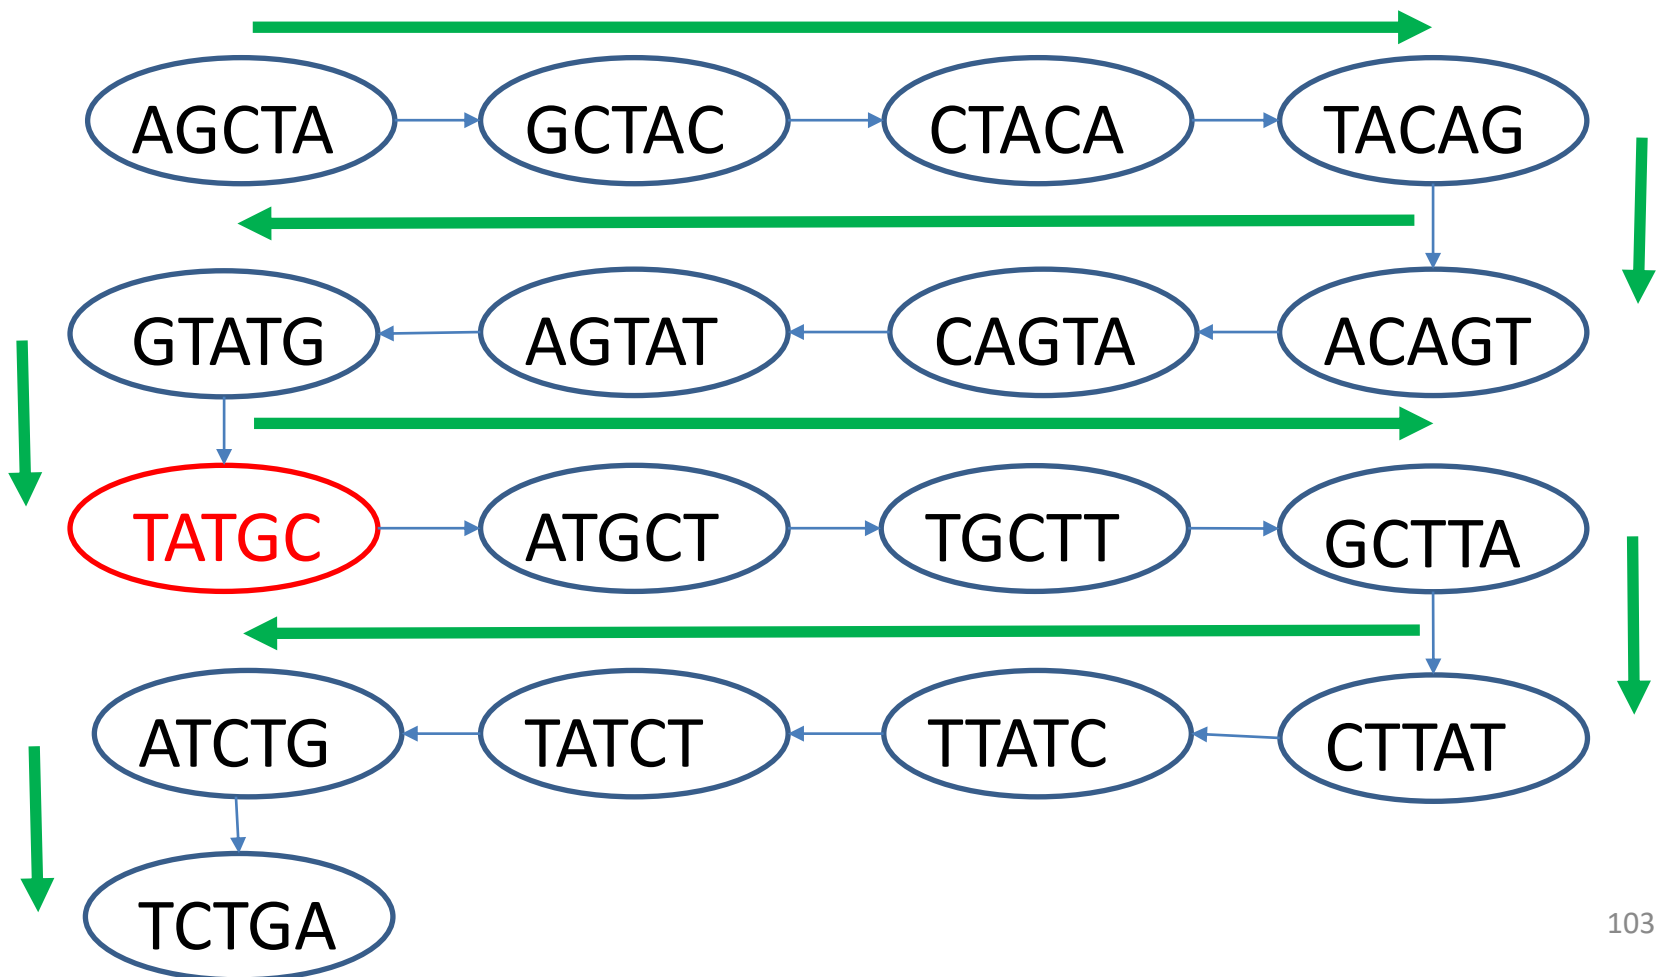 AGCTA GCTAC CTACA TACAG
GTATG AGTAT CAGTA ACAGT
TATGC ATGCT TGCTT GCTTA
ATCTG TATCT TTATC CTTAT
TCTGA
103